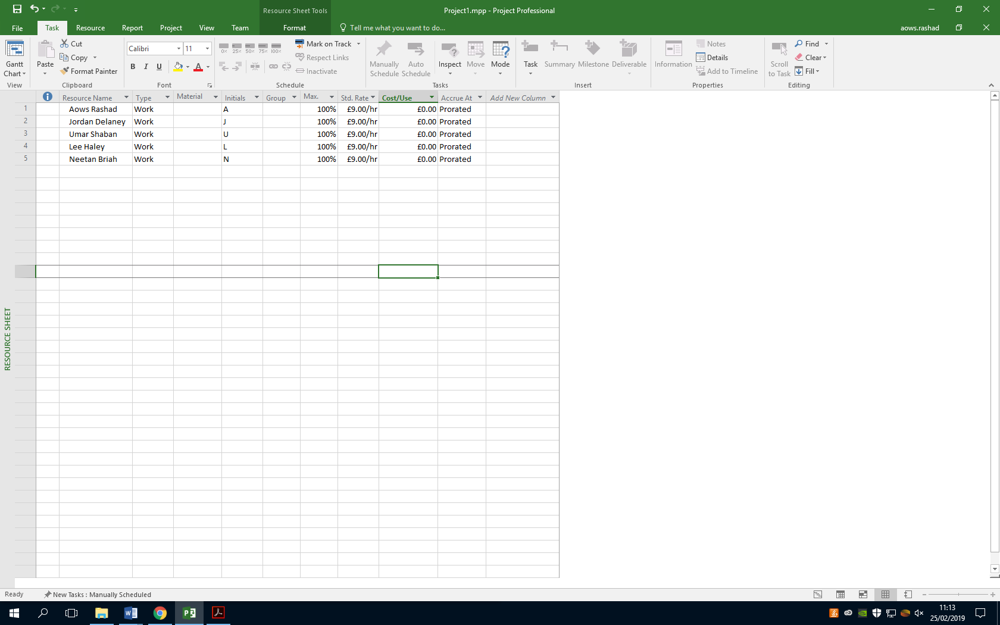 Resource Sheet Tools
Project1.mpp - Project Professional
File Task Resource Report Project View Team Format Tell me what you want to do... aows.rashad
Gantt Chart
View
Paste
Cut
Copy
Format Painter
Clipboard
Calibri 11
B I U A
Font
0% 25% 50% 75% 100%
Mark on Track
Respect Links
Inactivate
Schedule
Manually Schedule
Auto Schedule
Inspect
Move
Mode
Tasks
Task
Summary
Milestone
Deliverable
Insert
Information
Notes
Details
Add to Timeline
Properties
Scroll to Task
Find
Clear
Fill
Editing
Resource Name Type Material Initials Group Max. Std. Rate Cost/Use Accrue At Add New Column
1 Aows Rashad Work A 100% £9.00/hr £0.00 Prorated
2 Jordan Delaney Work J 100% £9.00/hr £0.00 Prorated
3 Umar Shaban Work U 100% £9.00/hr £0.00 Prorated
4 Lee Haley Work L 100% £9.00/hr £0.00 Prorated
5 Neetan Briah Work N 100% £9.00/hr £0.00 Prorated
RESOURCE SHEET
Ready New Tasks : Manually Scheduled
11:13
25/02/2019